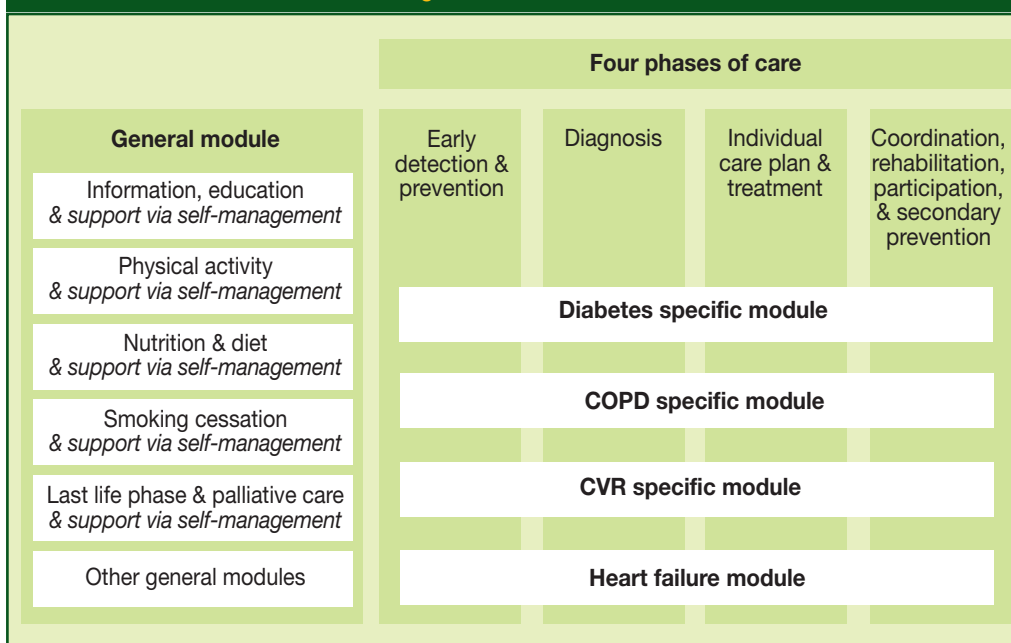 Four phases of care
General module
Information, education
& support via self-management
Physical activity
& support via self-management
Nutrition & diet
& support via self-management
Smoking cessation
& support via self-management
Last life phase & palliative care
& support via self-management
Other general modules
Early
detection &
prevention
Diagnosis
Individual
care plan &
treatment
Coordination,
rehabilitation,
participation,
& secondary
prevention
Diabetes specific module
COPD specific module
CVR specific module
Heart failure module